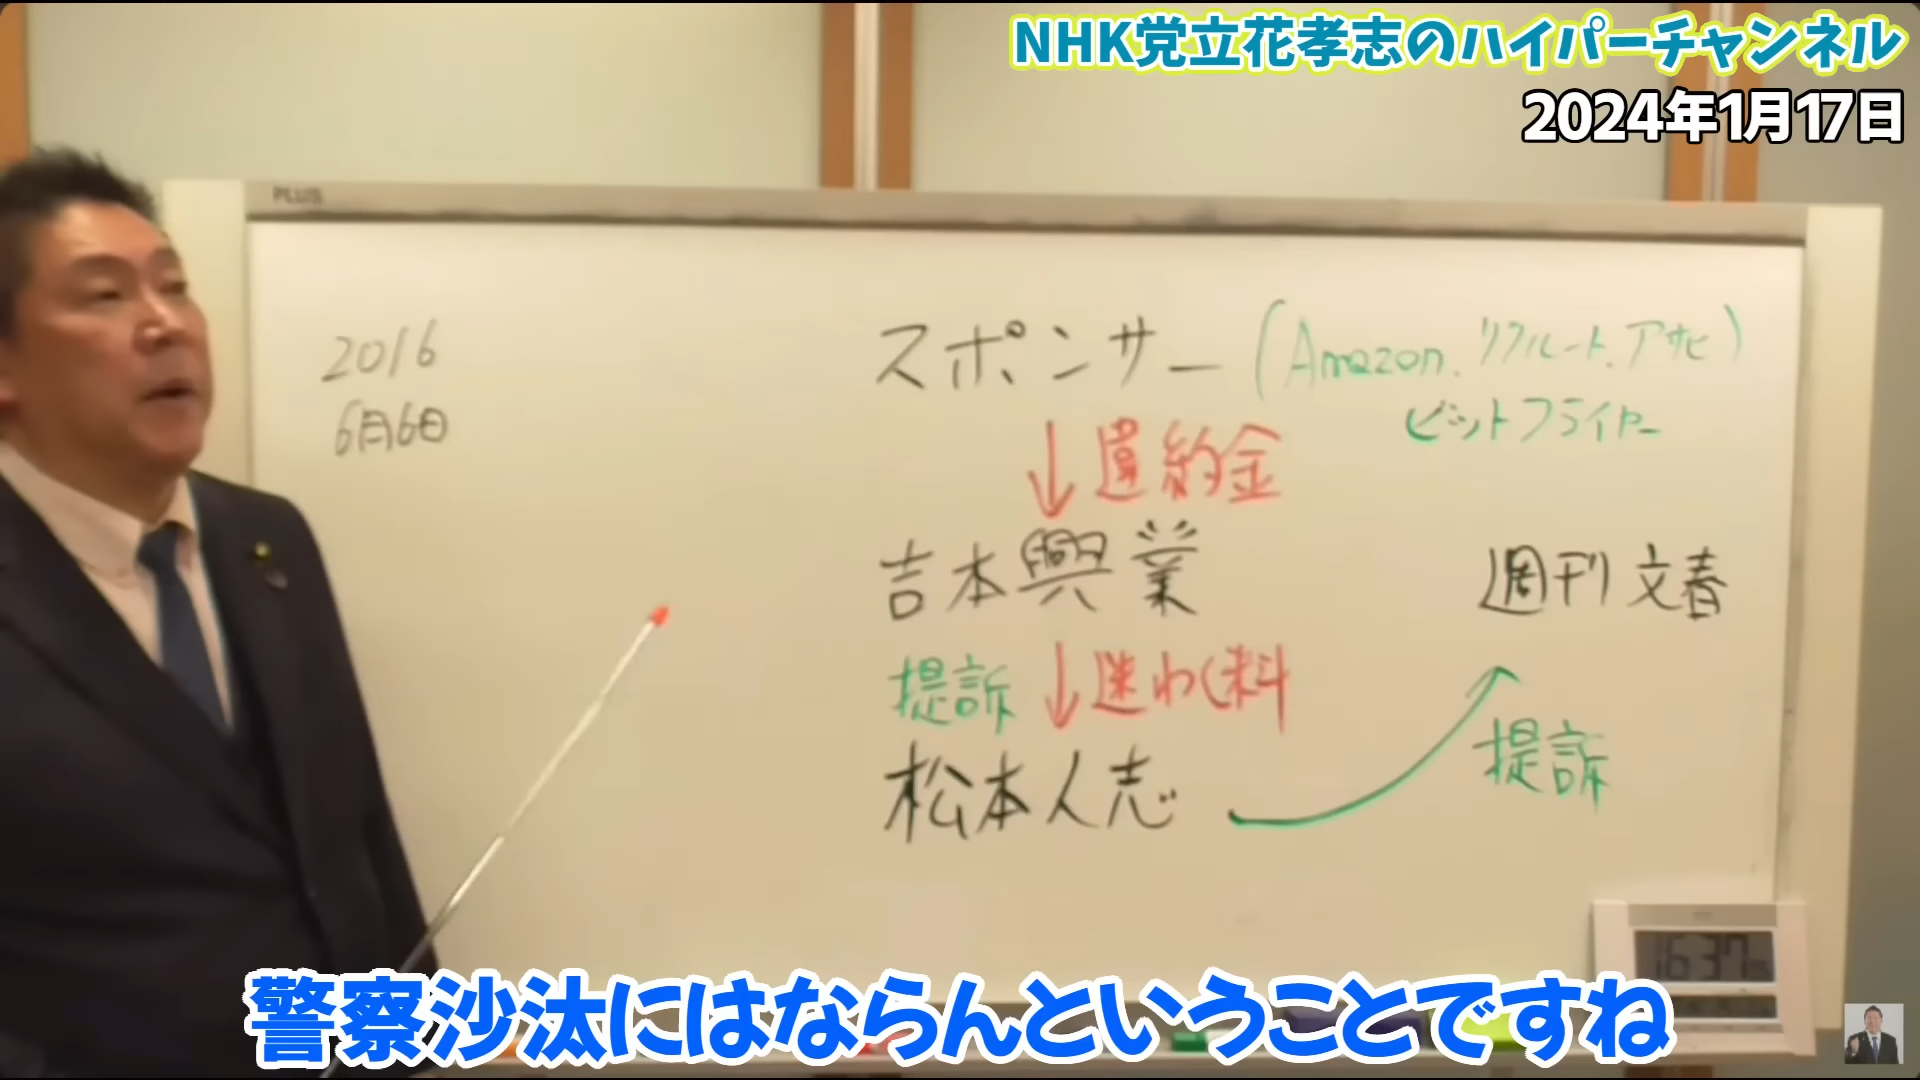 NHK党立花孝志のハイパーチャンネル
2024年1月17日
PLUS
2016
6月6日
スポンサー (Amazon.リクルート.アサヒ)
ビットフライヤー
↓違約金
吉本興業
週刊文春
提訴 ↓迷わく料
松本人志
提訴
16:37
警察沙汰にはならんということですね